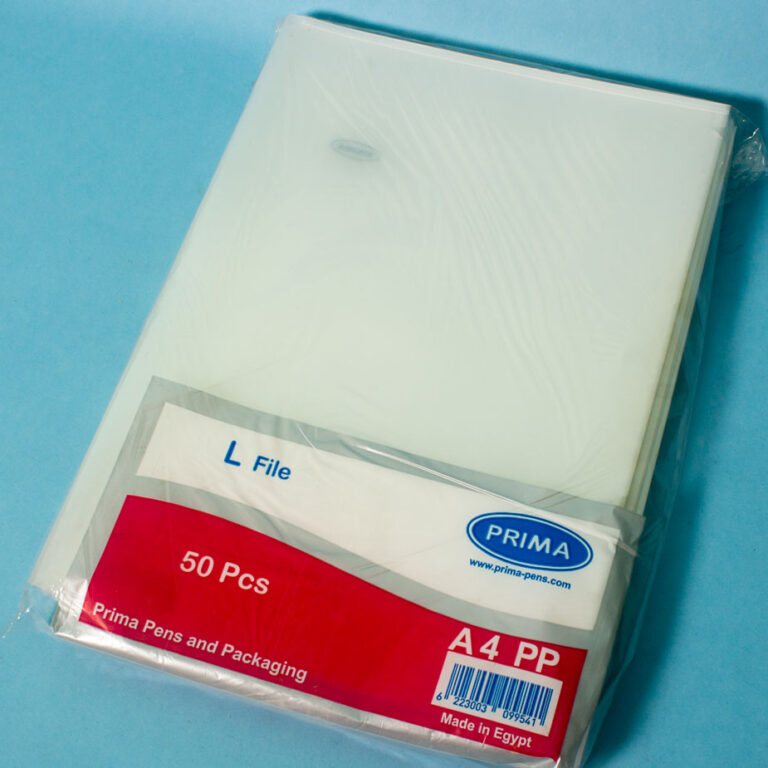 L File
PRIMA
www.prima-pens.com
50 Pcs
Prima Pens and Packaging
A4 PP
6 223003 099541
Made in Egypt